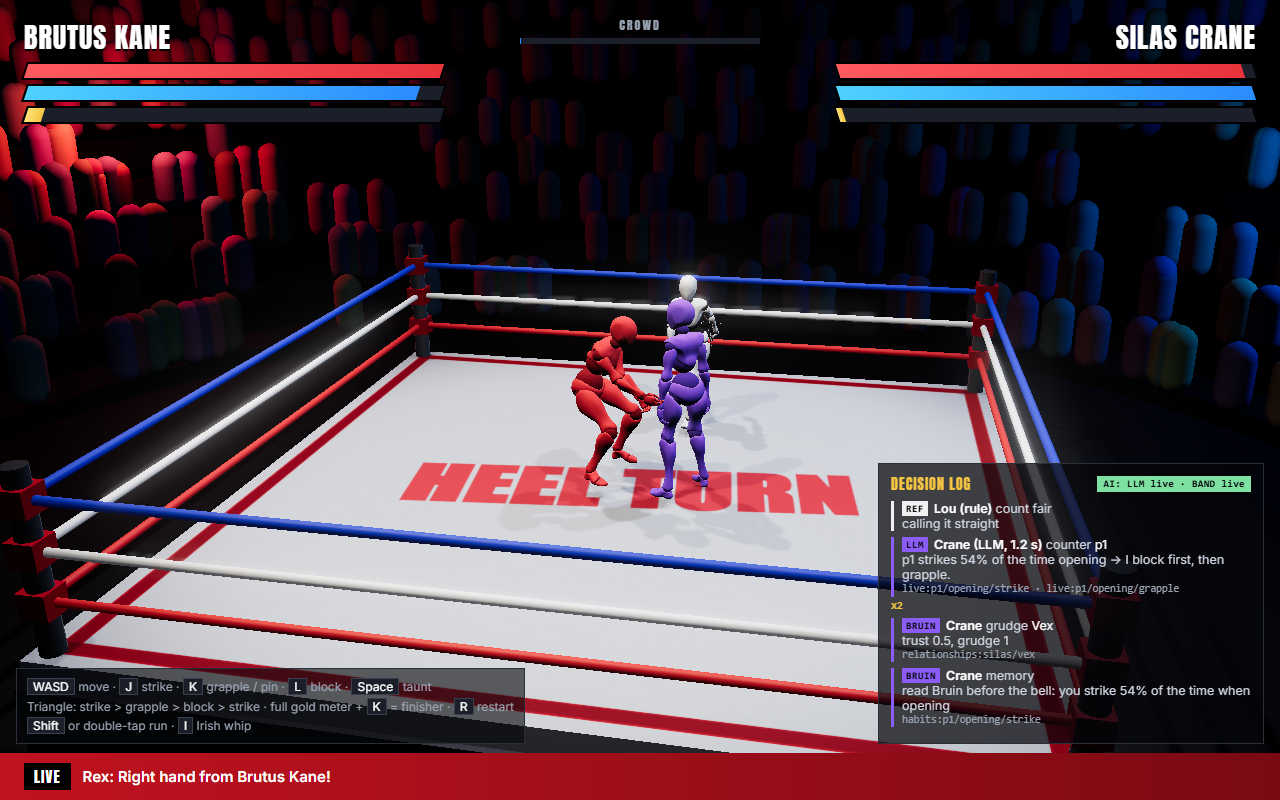 BRUTUS KANE
CROWD
SILAS CRANE
HEEL TURN
DECISION LOG
AI: LLM live · BAND live
REF Lou (rule) count fair
calling it straight
LLM Crane (LLM, 1.2 s) counter p1
p1 strikes 54% of the time opening → I block first, then
grapple.
live:p1/opening/strike · live:p1/opening/grapple
x2
BRUIN Crane grudge Vex
trust 0.5, grudge 1
relationships:silas/vex
BRUIN Crane memory
read Bruin before the bell: you strike 54% of the time when
opening
habits:p1/opening/strike
WASD move · J strike · K grapple / pin · L block · Space taunt
Triangle: strike > grapple > block > strike · full gold meter + K = finisher · R restart
Shift or double-tap run · I Irish whip
LIVE Rex: Right hand from Brutus Kane!